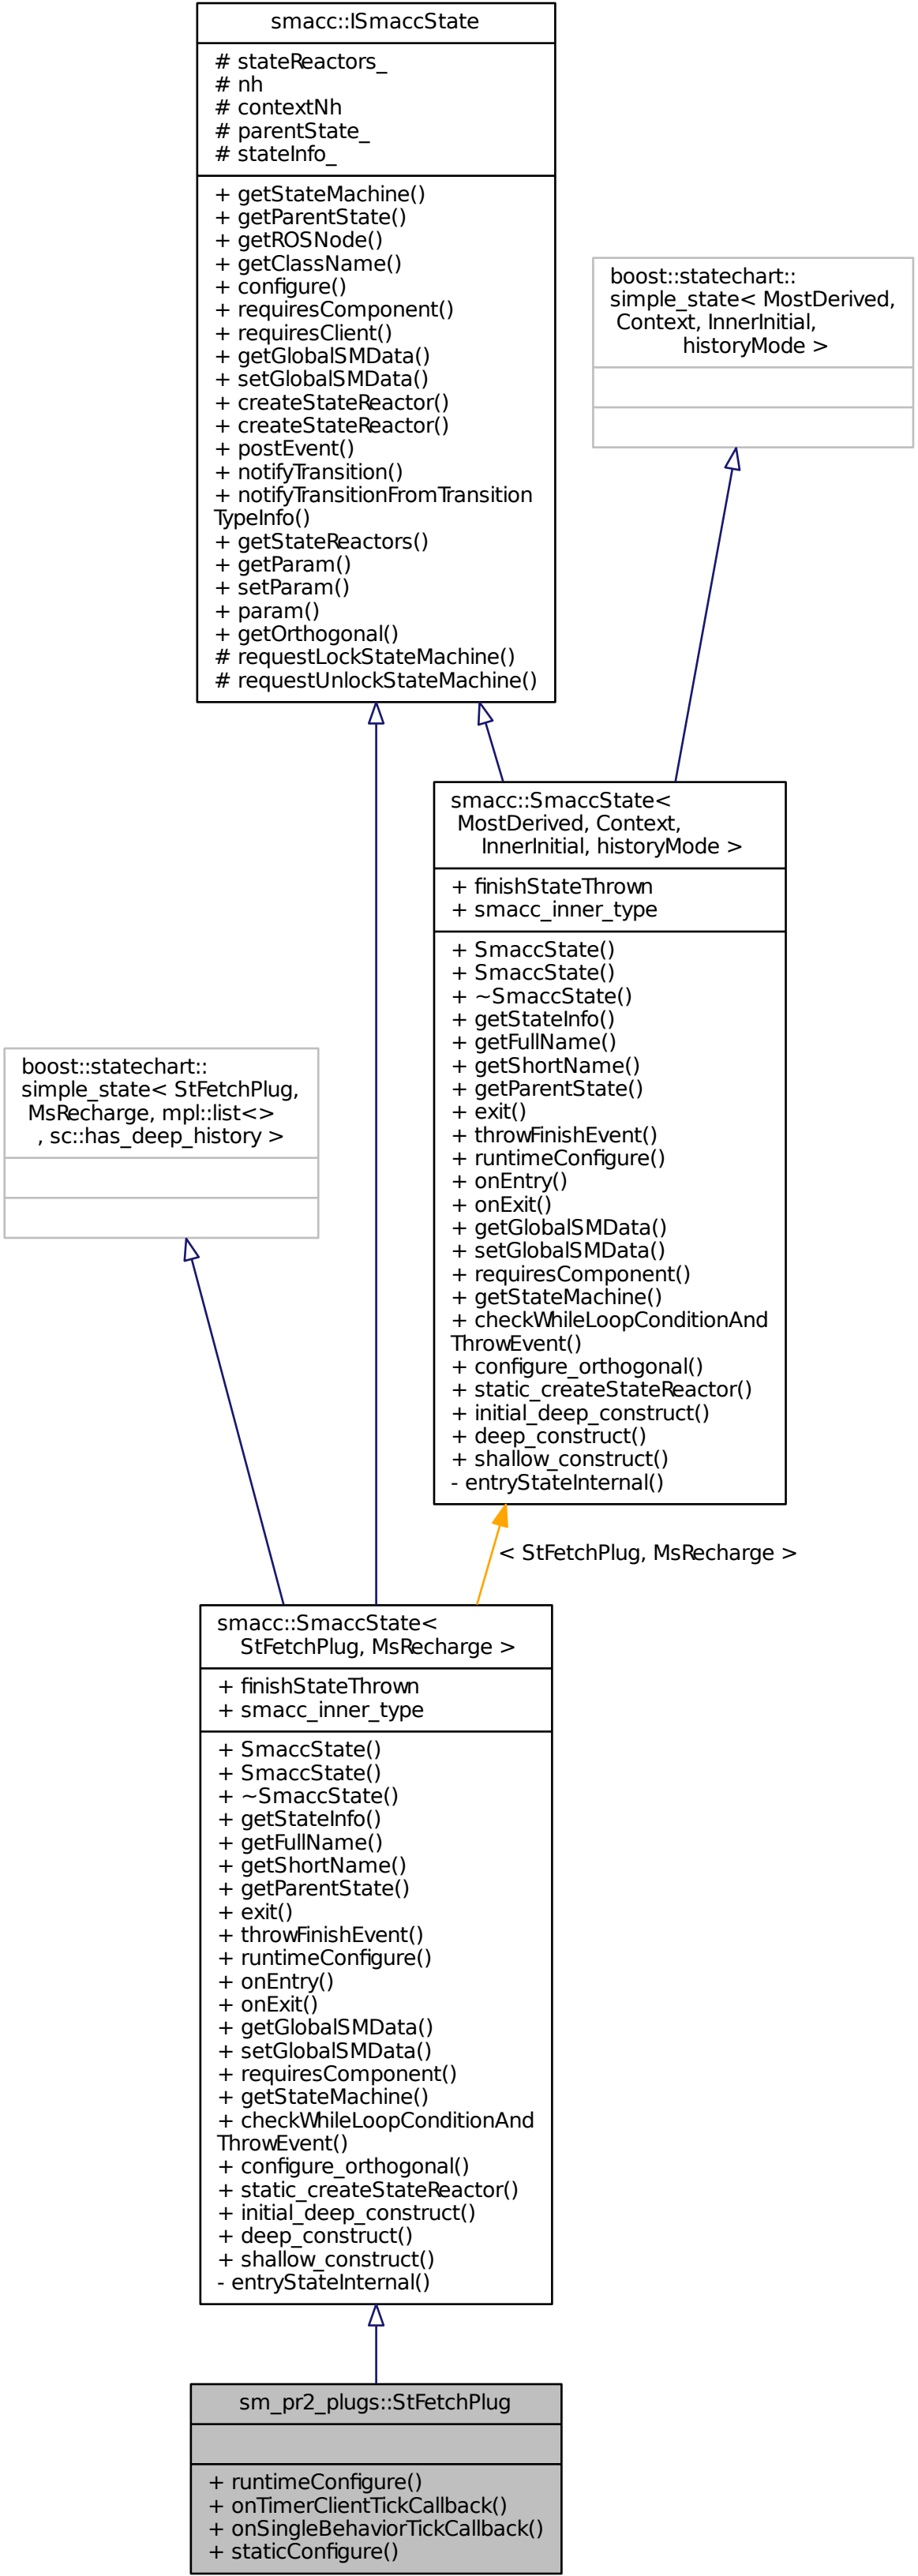 smacc::ISmaccState
# stateReactors_
# nh
# contextNh
# parentState_
# stateInfo_
+ getStateMachine()
+ getParentState()
+ getROSNode()
+ getClassName()
+ configure()
+ requiresComponent()
+ requiresClient()
+ getGlobalSMData()
+ setGlobalSMData()
+ createStateReactor()
+ createStateReactor()
+ postEvent()
+ notifyTransition()
+ notifyTransitionFromTransition
TypeInfo()
+ getStateReactors()
+ getParam()
+ setParam()
+ param()
+ getOrthogonal()
# requestLockStateMachine()
# requestUnlockStateMachine()
boost::statechart::
simple_state< MostDerived,
Context, InnerInitial,
historyMode >
smacc::SmaccState<
MostDerived, Context,
InnerInitial, historyMode >
+ finishStateThrown
+ smacc_inner_type
+ SmaccState()
+ SmaccState()
+ ~SmaccState()
+ getStateInfo()
+ getFullName()
+ getShortName()
+ getParentState()
+ exit()
+ throwFinishEvent()
+ runtimeConfigure()
+ onEntry()
+ onExit()
+ getGlobalSMData()
+ setGlobalSMData()
+ requiresComponent()
+ getStateMachine()
+ checkWhileLoopConditionAnd
ThrowEvent()
+ configure_orthogonal()
+ static_createStateReactor()
+ initial_deep_construct()
+ deep_construct()
+ shallow_construct()
- entryStateInternal()
boost::statechart::
simple_state< StFetchPlug,
MsRecharge, mpl::list<>
, sc::has_deep_history >
< StFetchPlug, MsRecharge >
smacc::SmaccState<
StFetchPlug, MsRecharge >
+ finishStateThrown
+ smacc_inner_type
+ SmaccState()
+ SmaccState()
+ ~SmaccState()
+ getStateInfo()
+ getFullName()
+ getShortName()
+ getParentState()
+ exit()
+ throwFinishEvent()
+ runtimeConfigure()
+ onEntry()
+ onExit()
+ getGlobalSMData()
+ setGlobalSMData()
+ requiresComponent()
+ getStateMachine()
+ checkWhileLoopConditionAnd
ThrowEvent()
+ configure_orthogonal()
+ static_createStateReactor()
+ initial_deep_construct()
+ deep_construct()
+ shallow_construct()
- entryStateInternal()
sm_pr2_plugs::StFetchPlug
+ runtimeConfigure()
+ onTimerClientTickCallback()
+ onSingleBehaviorTickCallback()
+ staticConfigure()